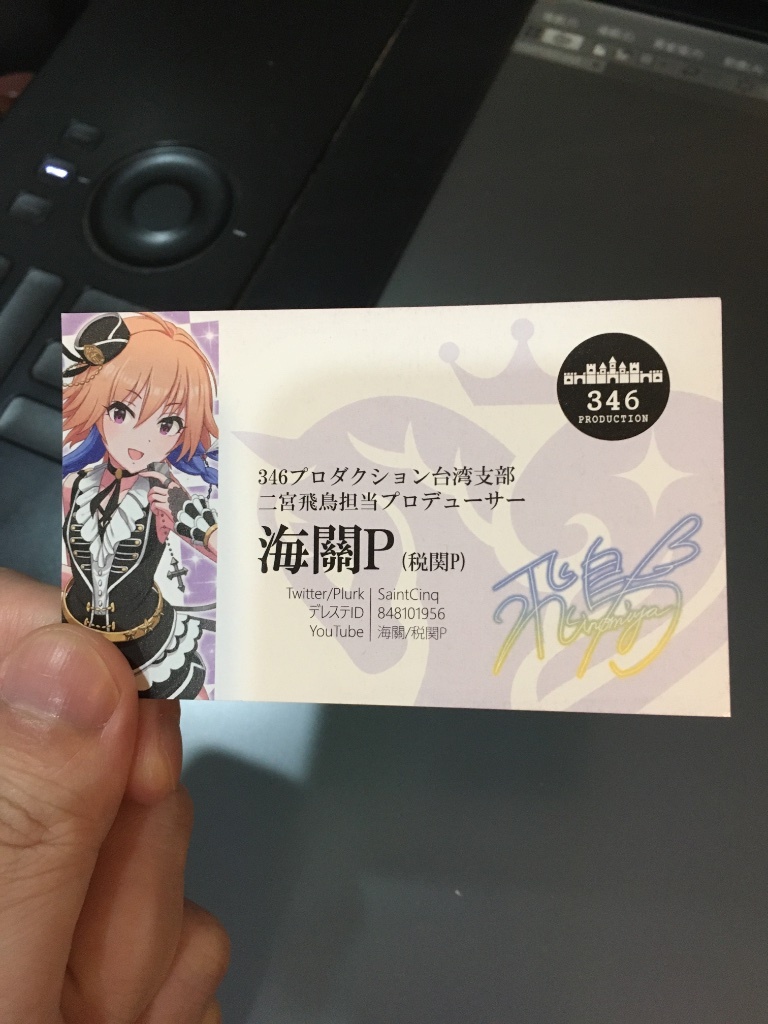 346
PRODUCTION
346プロダクション台湾支部
二宮飛鳥担当プロデューサー
海關P (税関P)
Twitter/Plurk | SaintCinq
デレステID | 848101956
YouTube | 海關/税関P
飛鳥